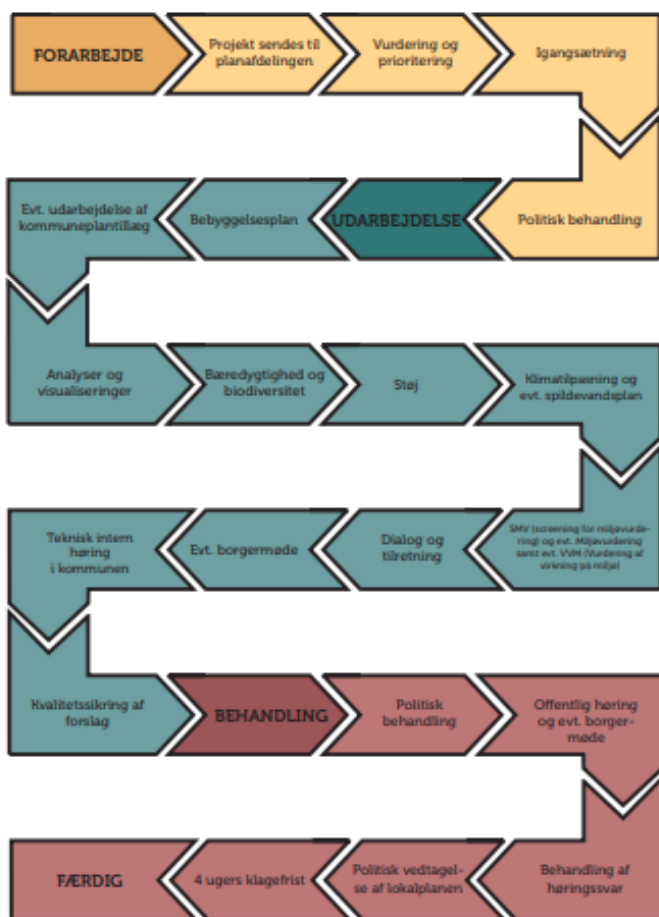 FORARBEJDE
Projekt sendes til
planafdelingen
Vurdering og
prioritering
Igangsætning
Politisk behandling
UDARBEJDELSE
Bebyggelsesplan
Evt. udarbejdelse af
kommuneplantillæg
Analyser og
visualiseringer
Bæredygtighed og
biodiversitet
Støj
Klimatilpasning og
evt. spildevandsplan
SMV (screening for miljøvurde-
ring) og evt. Miljøvurdering
samt evt. VVM (Vurdering af
virkning på miljø)
Dialog og
tilretning
Evt. borgermøde
Teknisk intern
høring
i kommunen
Kvalitetssikring af
forslag
BEHANDLING
Politisk
behandling
Offentlig høring
og evt. borger-
møde
Behandling af
høringssvar
Politisk vedtagel-
se af lokalplanen
4 ugers klagefrist
FÆRDIG